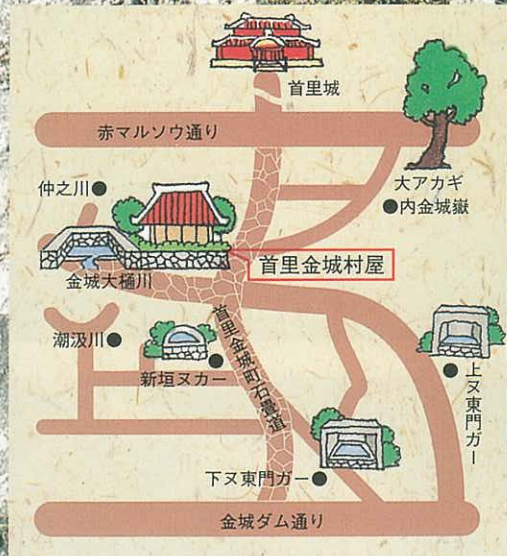 首里城
赤マルソウ通り
大アカギ
仲之川●
●内金城嶽
首里金城村屋
金城大樋川
潮汲川●
新垣ヌカー
首里金城町石畳道
上ヌ東門ガー
下ヌ東門ガー●
金城ダム通り